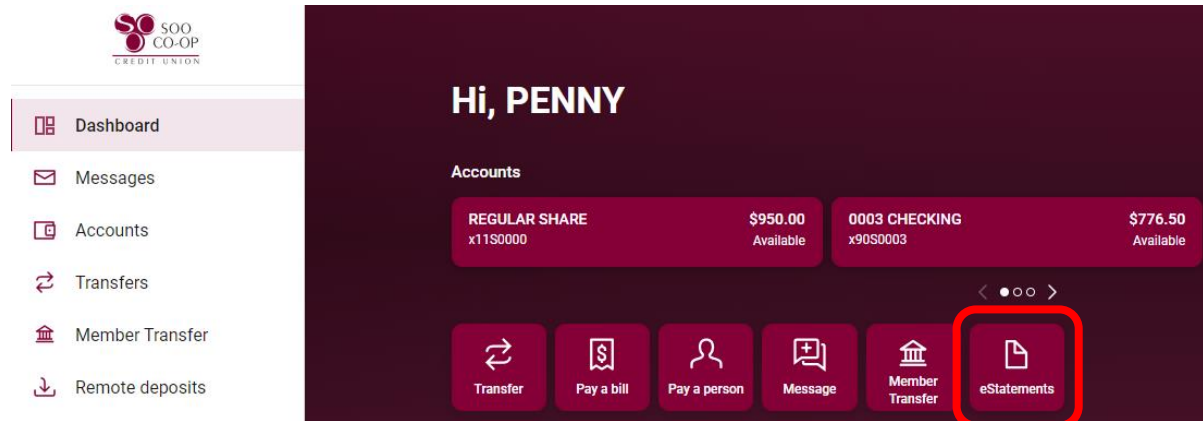 SOO
CO-OP
CREDIT UNION
Dashboard
Messages
Accounts
Transfers
Member Transfer
Remote deposits
Hi, PENNY
Accounts
REGULAR SHARE $950.00
x11S0000 Available
0003 CHECKING $776.50
x90S0003 Available
Transfer
Pay a bill
Pay a person
Message
Member
Transfer
eStatements